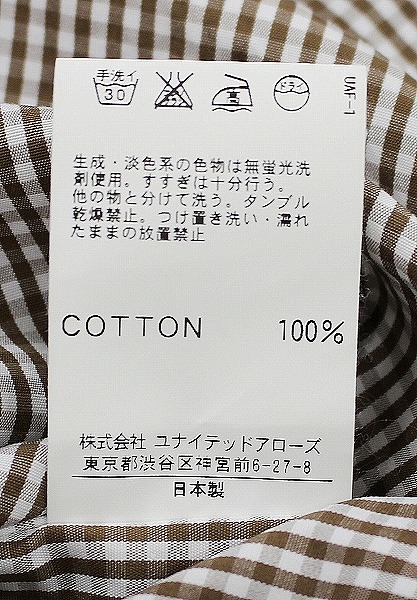 手洗イ
30
高
ドライ
UAF-1
生成・淡色系の色物は無蛍光洗
剤使用。すすぎは十分行う。
他の物と分けて洗う。タンブル
乾燥禁止。つけ置き洗い・濡れ
たままの放置禁止
COTTON 100%
株式会社 ユナイテッドアローズ
東京都渋谷区神宮前6-27-8
日本製